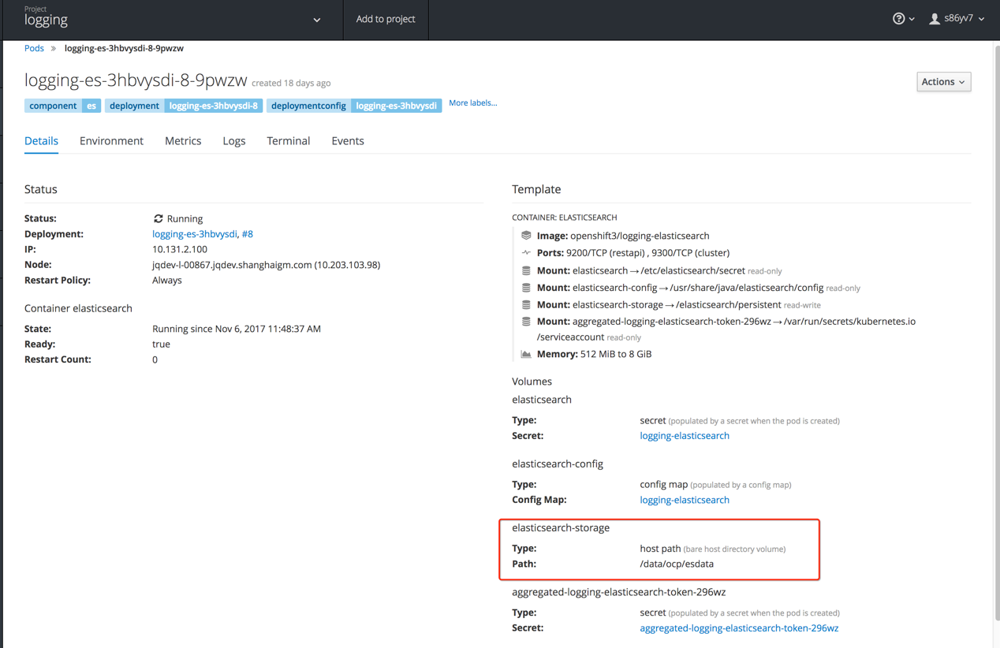 Project
logging
Add to project
s86yv7
Pods » logging-es-3hbvysdi-8-9pwzw
logging-es-3hbvysdi-8-9pwzw created 18 days ago
Actions
component es deployment logging-es-3hbvysdi-8 deploymentconfig logging-es-3hbvysdi More labels...
Details Environment Metrics Logs Terminal Events
Status
Status: Running
Deployment: logging-es-3hbvysdi, #8
IP: 10.131.2.100
Node: jqdev-l-00867.jqdev.shanghaigm.com (10.203.103.98)
Restart Policy: Always
Container elasticsearch
State: Running since Nov 6, 2017 11:48:37 AM
Ready: true
Restart Count: 0
Template
CONTAINER: ELASTICSEARCH
Image: openshift3/logging-elasticsearch
Ports: 9200/TCP (restapi) , 9300/TCP (cluster)
Mount: elasticsearch → /etc/elasticsearch/secret read-only
Mount: elasticsearch-config → /usr/share/java/elasticsearch/config read-only
Mount: elasticsearch-storage → /elasticsearch/persistent read-write
Mount: aggregated-logging-elasticsearch-token-296wz → /var/run/secrets/kubernetes.io
/serviceaccount read-only
Memory: 512 MiB to 8 GiB
Volumes
elasticsearch
Type: secret (populated by a secret when the pod is created)
Secret: logging-elasticsearch
elasticsearch-config
Type: config map (populated by a config map)
Config Map: logging-elasticsearch
elasticsearch-storage
Type: host path (bare host directory volume)
Path: /data/ocp/esdata
aggregated-logging-elasticsearch-token-296wz
Type: secret (populated by a secret when the pod is created)
Secret: aggregated-logging-elasticsearch-token-296wz